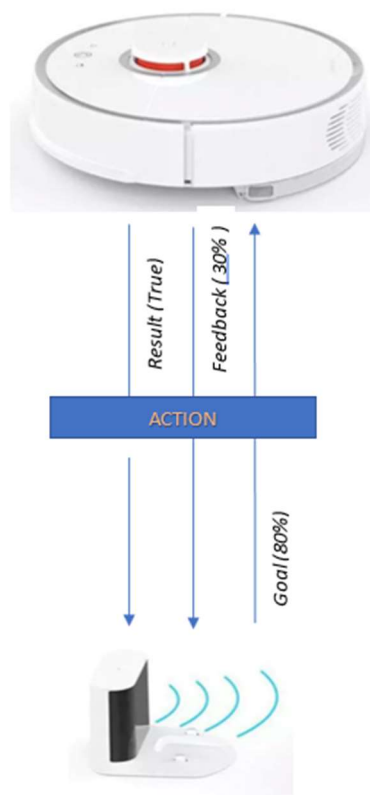 Result (True)
Feedback ( 30% )
ACTION
Goal (80%)